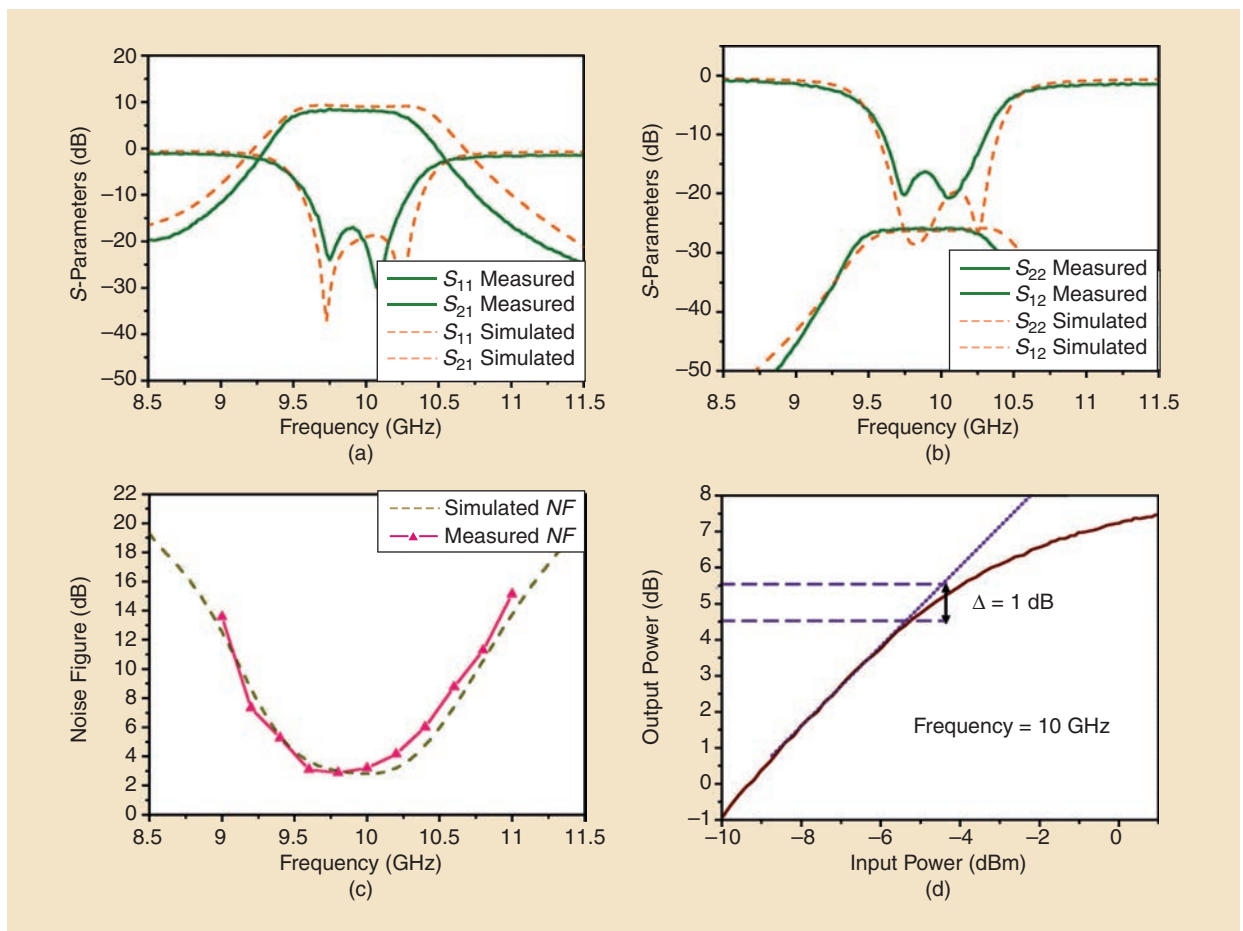 20
10
0
–10
–20
–30
–40
–50
S-Parameters (dB)
S11 Measured
S21 Measured
S11 Simulated
S21 Simulated
8.5 9 9.5 10 10.5 11 11.5
Frequency (GHz)
(a)
0
–10
–20
–30
–40
–50
S-Parameters (dB)
S22 Measured
S12 Measured
S22 Simulated
S12 Simulated
8.5 9 9.5 10 10.5 11 11.5
Frequency (GHz)
(b)
22
20
18
16
14
12
10
8
6
4
2
0
Noise Figure (dB)
Simulated NF
Measured NF
8.5 9 9.5 10 10.5 11 11.5
Frequency (GHz)
(c)
8
7
6
5
4
3
2
1
0
–1
Output Power (dB)
Δ = 1 dB
Frequency = 10 GHz
–10 –8 –6 –4 –2 0
Input Power (dBm)
(d)